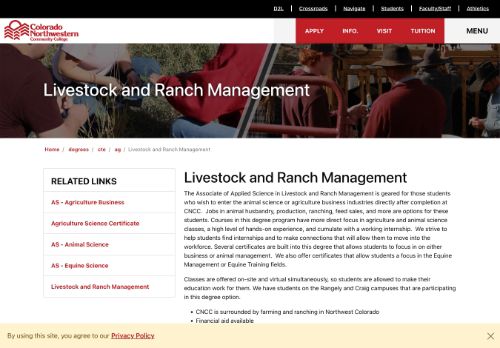 D2L | Crossroads | Navigate | Students | Faculty/Staff | Athletics
Colorado
Northwestern
Community College
APPLY INFO. VISIT TUITION MENU
Livestock and Ranch Management
Home / degrees / cte / ag / Livestock and Ranch Management
RELATED LINKS
AS - Agriculture Business
Agriculture Science Certificate
AS - Animal Science
AS - Equine Science
Livestock and Ranch Management
Livestock and Ranch Management
The Associate of Applied Science in Livestock and Ranch Management is geared for those students
who wish to enter the animal science or agriculture business industries directly after completion at
CNCC. Jobs in animal husbandry, production, ranching, feed sales, and more are options for these
students. Courses in this degree program have more direct focus in agriculture and animal science
classes, a high level of hands-on experience, and cumulate with a working internship. We strive to
help students find internships and to make connections that will allow them to move into the
workforce. Several certificates are built into this degree that allows students to focus in on either
business or animal management. We also offer certificates that allow students a focus in the Equine
Management or Equine Training fields.
Classes are offered on-site and virtual simultaneously, so students are allowed to make their
education work for them. We have students on the Rangely and Craig campuses that are participating
in this degree option.
• CNCC is surrounded by farming and ranching in Northwest Colorado
• Financial aid available
By using this site, you agree to our Privacy Policy